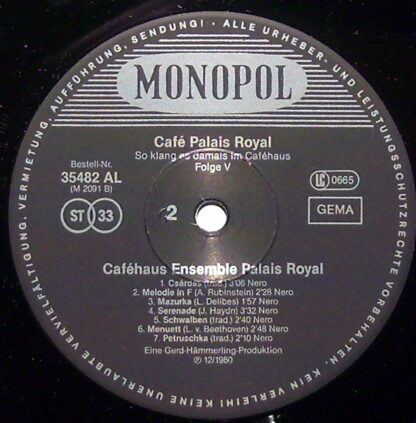 ALLE URHEBER- UND LEISTUNGSSCHUTZRECHTE VORBEHALTEN. KEIN VERLEIH! KEINE UNERLAUBTE VERVIELFÄLTIGUNG, VERMIETUNG, AUFFÜHRUNG, SENDUNG!
MONOPOL
Café Palais Royal
So klang es damals im Caféhaus
Folge V
Bestell-Nr.
35482 AL
(M 2091 B)
LC 0665
ST 33
2
GEMA
Caféhaus Ensemble Palais Royal
1. Csárdás (trad.) 3'06 Nero
2. Melodie in F (A. Rubinstein) 2'28 Nero
3. Mazurka (L. Delibes) 1'57 Nero
4. Serenade (J. Haydn) 3'32 Nero
5. Schwalben (trad.) 2'40 Nero
6. Menuett (L. v. Beethoven) 2'48 Nero
7 Petruschka (trad.) 2'10 Nero
Eine Gerd-Hämmerling-Produktion
℗ 12/1980